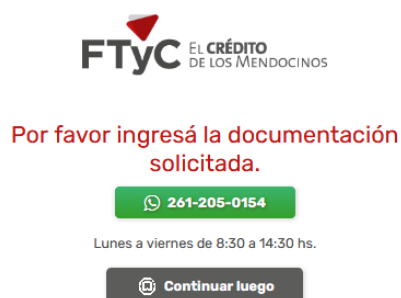 FTyC EL CRÉDITO
DE LOS MENDOCINOS
Por favor ingresá la documentación
solicitada.
261-205-0154
Lunes a viernes de 8:30 a 14:30 hs.
Continuar luego